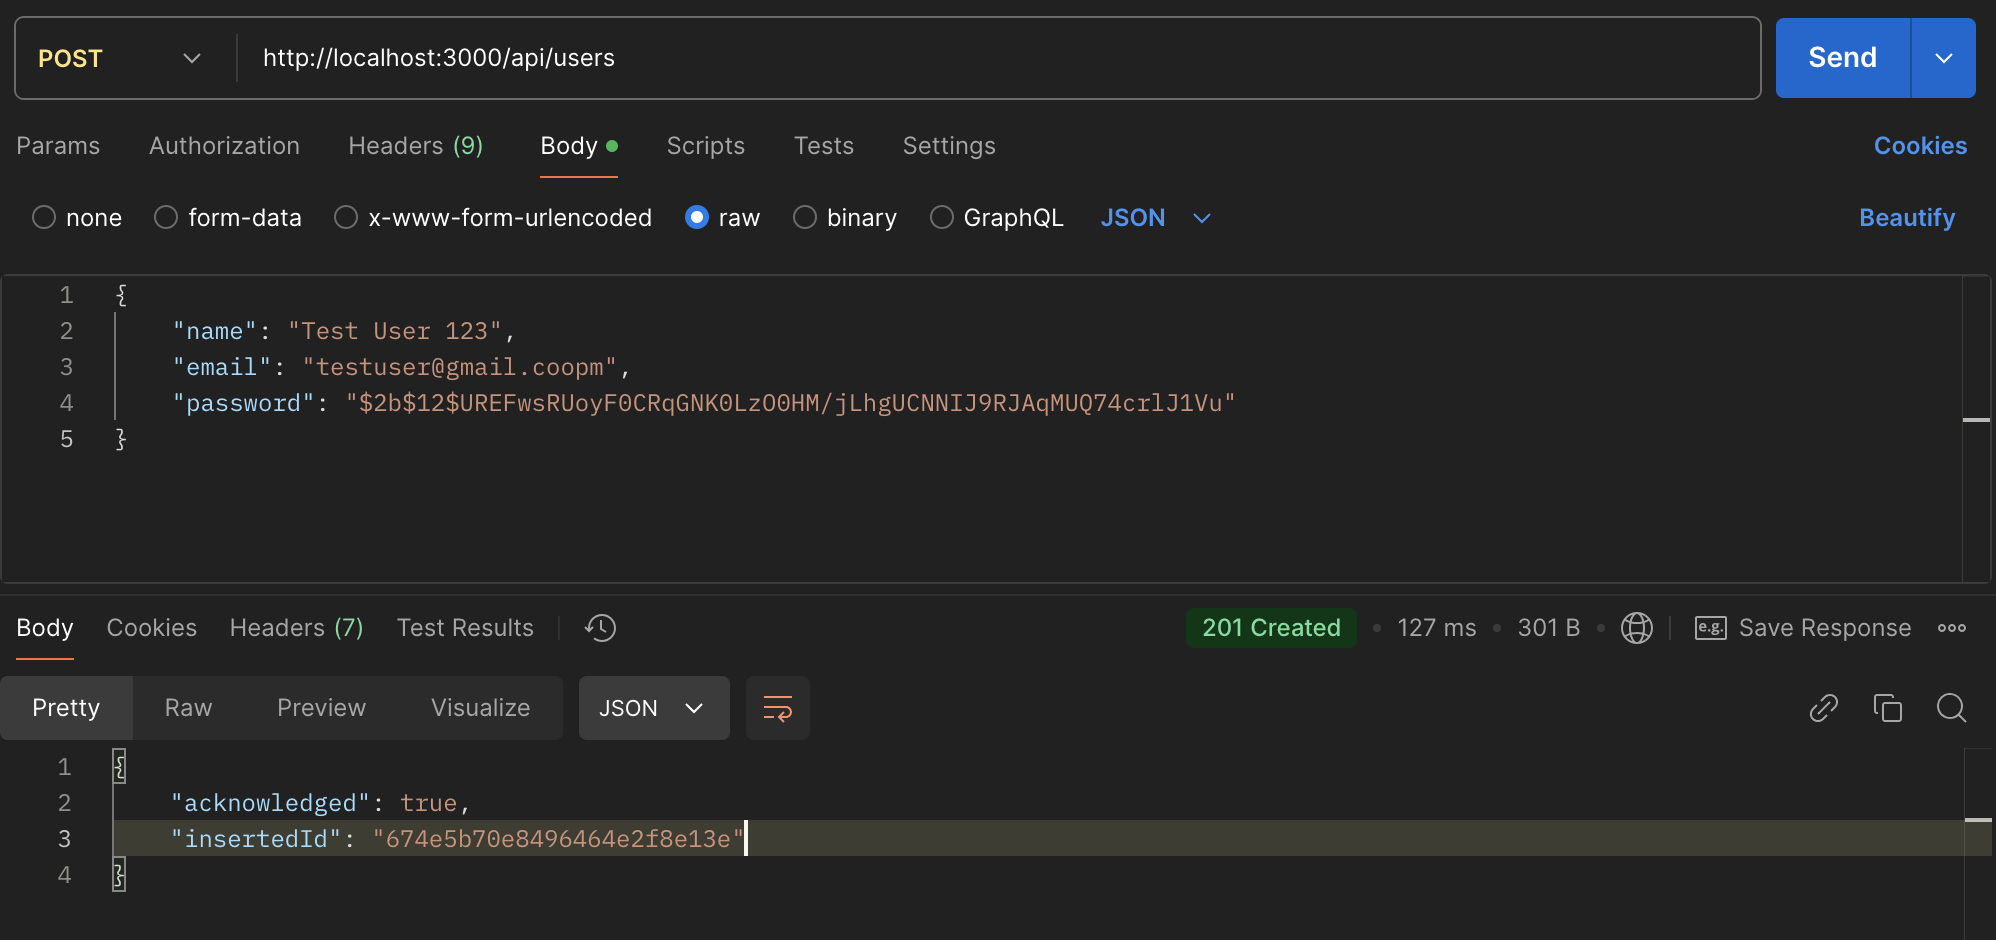 POST http://localhost:3000/api/users Send
Params Authorization Headers (9) Body Scripts Tests Settings Cookies
none form-data x-www-form-urlencoded raw binary GraphQL JSON Beautify
1 {
2 "name": "Test User 123",
3 "email": "testuser@gmail.coopm",
4 "password": "$2b$12$UREFwsRUoyF0CRqGNK0LzO0HM/jLhgUCNNIJ9RJAqMUQ74crlJ1Vu"
5 }
Body Cookies Headers (7) Test Results 201 Created • 127 ms • 301 B • e.g. Save Response
Pretty Raw Preview Visualize JSON
1 {
2 "acknowledged": true,
3 "insertedId": "674e5b70e8496464e2f8e13e"
4 }